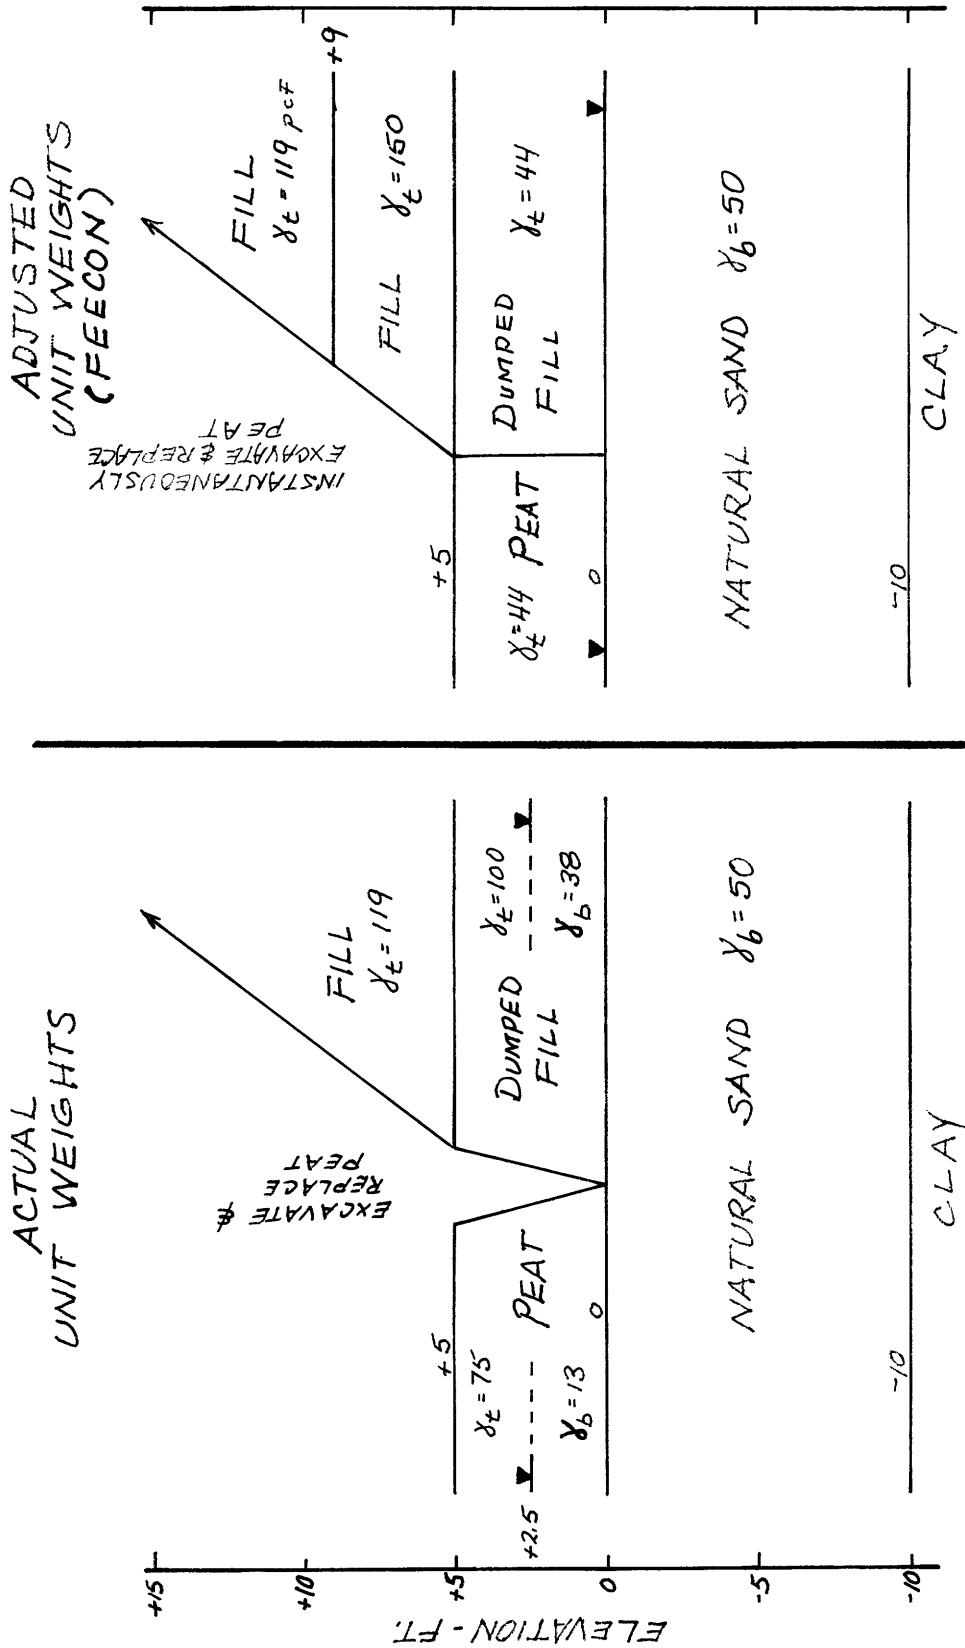 ACTUAL
UNIT WEIGHTS
EXCAVATE &
REPLACE
PEAT
FILL
γt=119
+5
γt=75
+2.5
γb=13
PEAT
0
DUMPED
FILL
γt=100
γb=38
NATURAL SAND γb=50
-10
CLAY
ELEVATION-FT.
+15
+10
+5
0
-5
-10
ADJUSTED
UNIT WEIGHTS
(FEECON)
INSTANTANEOUSLY
EXCAVATE & REPLACE
PEAT
FILL
γt=119 pcf
+9
FILL γt=150
+5
γt=44 PEAT
0
DUMPED
FILL
γt=44
NATURAL SAND γb=50
-10
CLAY